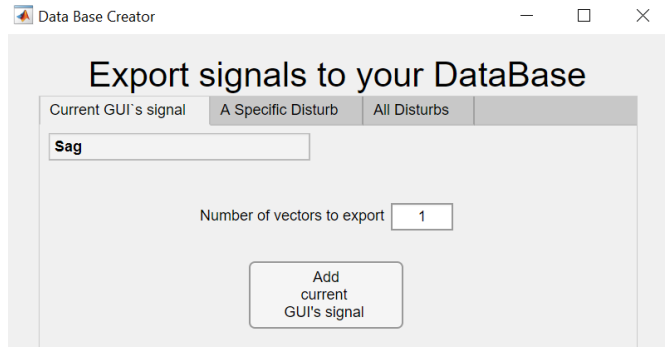 Data Base Creator
Export signals to your DataBase
Current GUI`s signal A Specific Disturb All Disturbs
Sag
Number of vectors to export 1
Add
current
GUI's signal